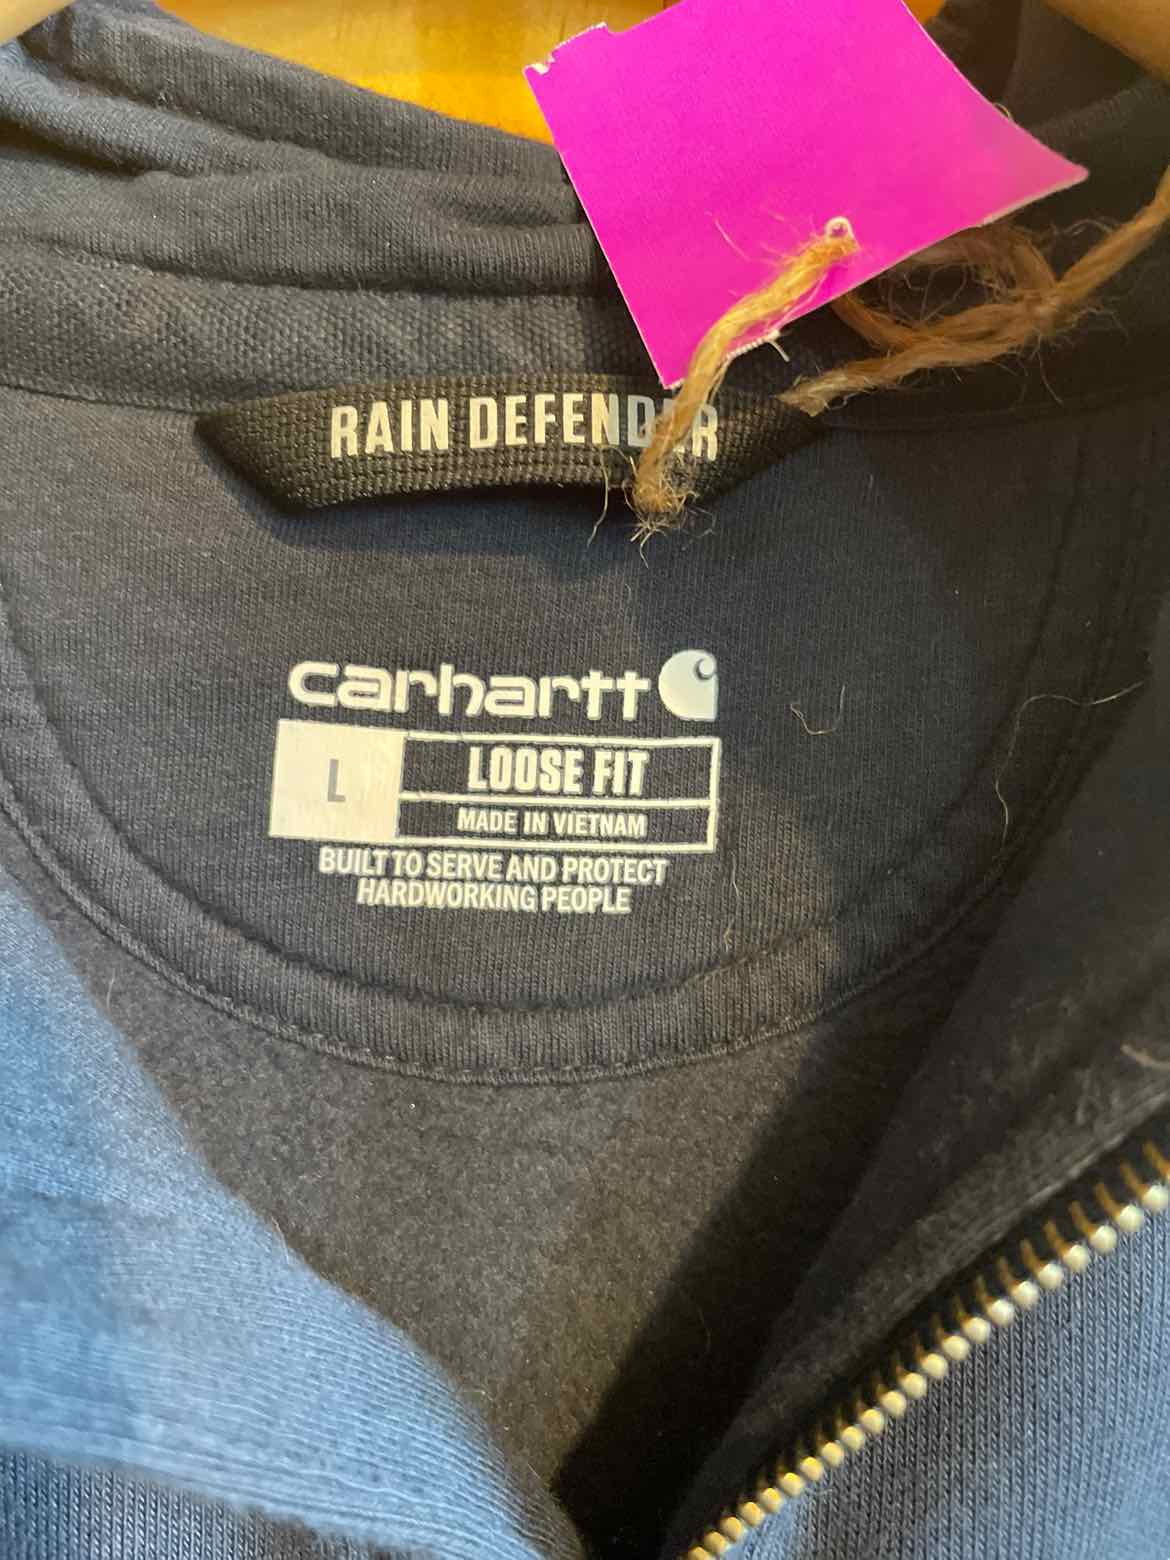 RAIN DEFENDER
carhartt
L
LOOSE FIT
MADE IN VIETNAM
BUILT TO SERVE AND PROTECT
HARDWORKING PEOPLE